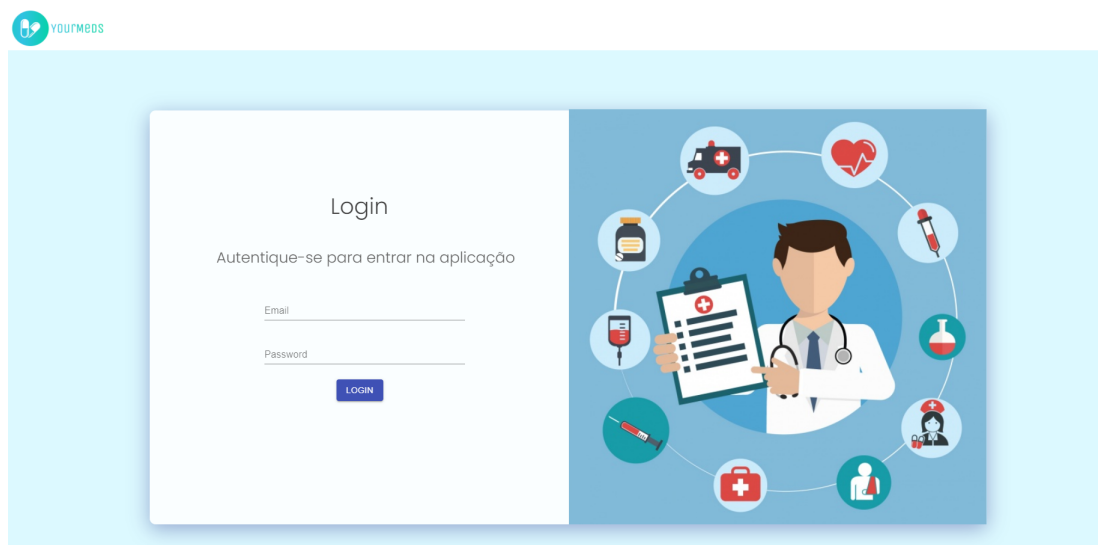 YOURMEDS
Login
Autentique-se para entrar na aplicação
Email
Password
LOGIN